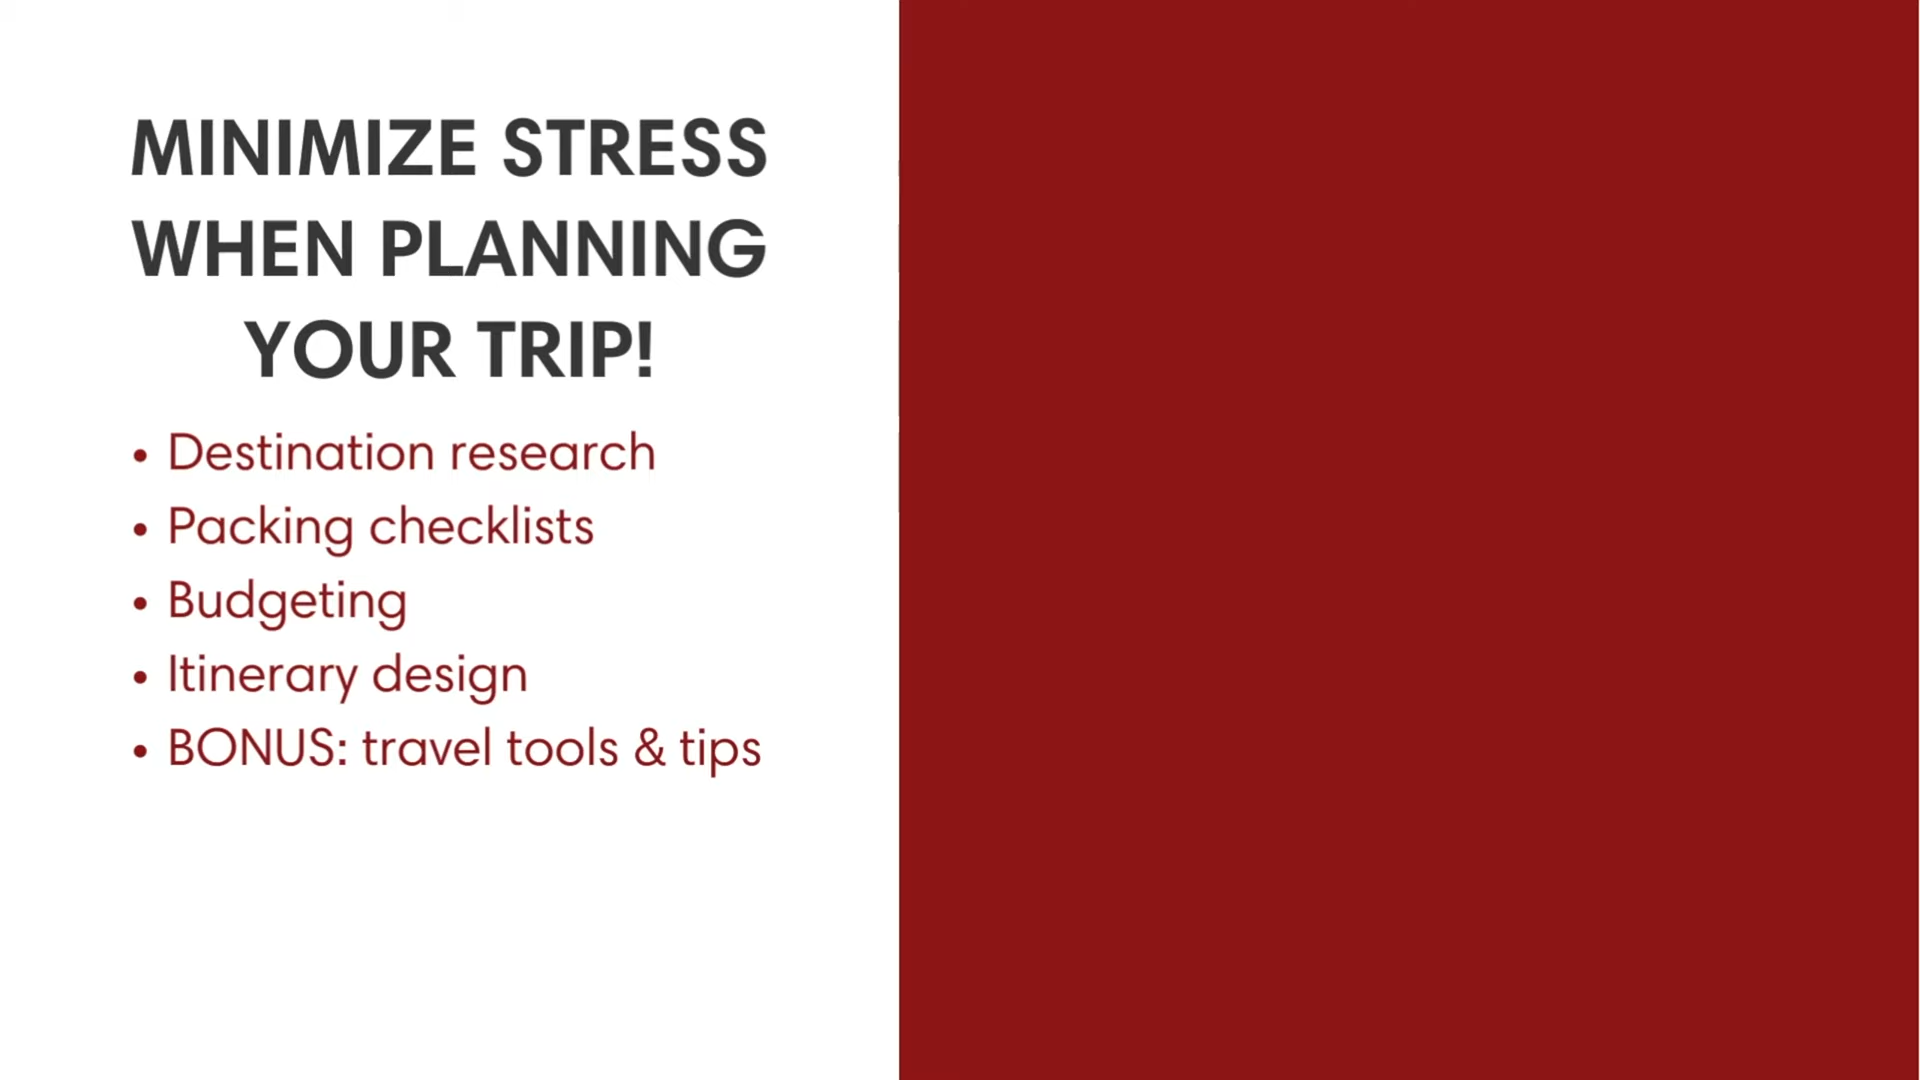 MINIMIZE STRESS
WHEN PLANNING
YOUR TRIP!
• Destination research
• Packing checklists
• Budgeting
• Itinerary design
• BONUS: travel tools & tips